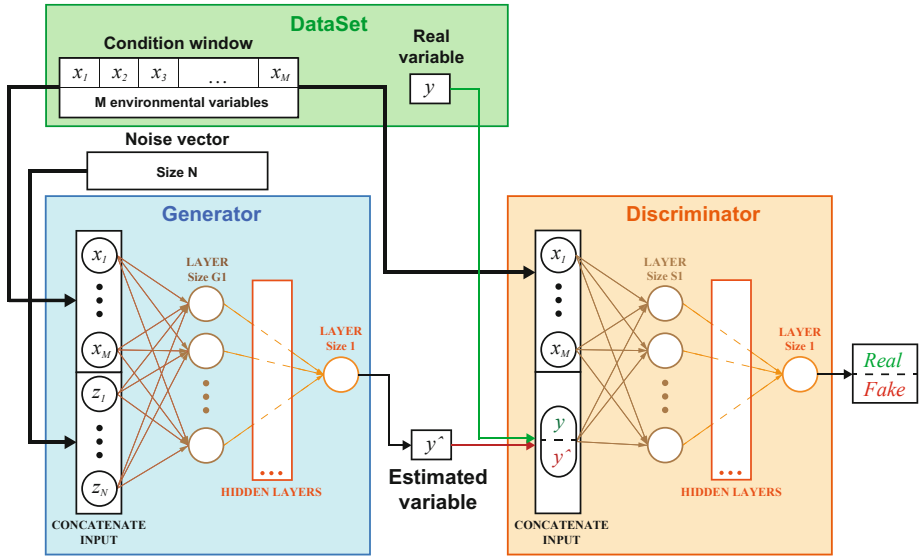 DataSet
Condition window
Real
variable
x1 x2 x3 ... xM
M environmental variables
y
Noise vector
Size N
Generator
x1
xM
z1
zN
CONCATENATE
INPUT
LAYER
Size G1
HIDDEN LAYERS
LAYER
Size 1
yˆ
Estimated
variable
Discriminator
x1
xM
y
yˆ
CONCATENATE
INPUT
LAYER
Size S1
HIDDEN LAYERS
LAYER
Size 1
Real
Fake